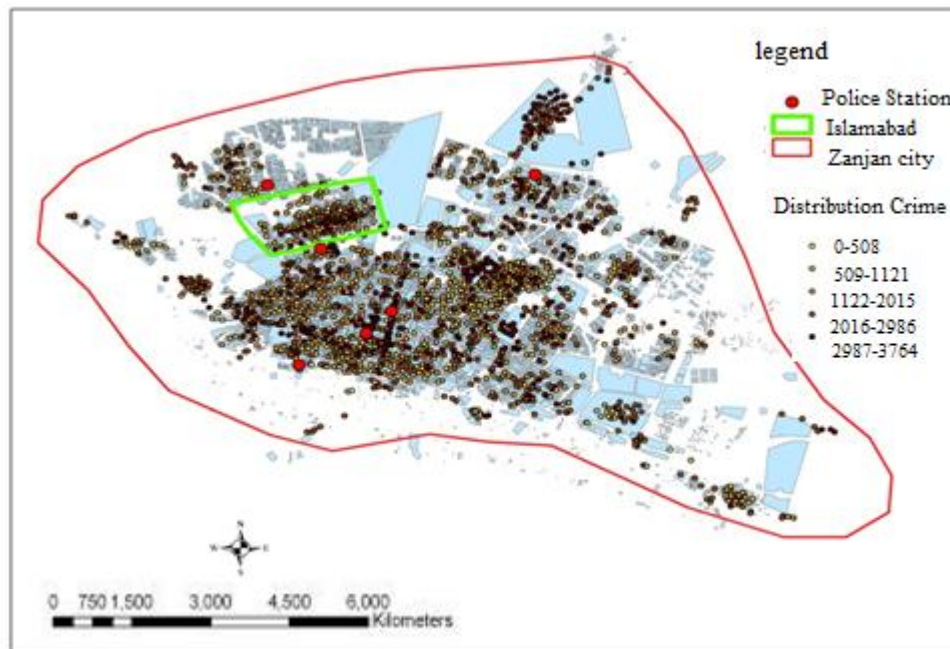 legend
Police Station
Islamabad
Zanjan city
Distribution Crime
0-508
509-1121
1122-2015
2016-2986
2987-3764
N
W E
S
0 750 1,500 3,000 4,500 6,000
Kilometers